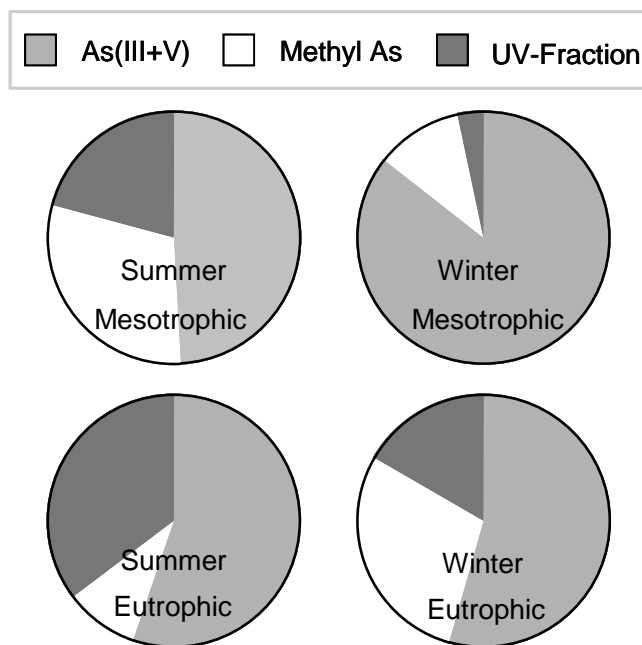 As(III+V) Methyl As UV-Fraction
Summer
Mesotrophic
Winter
Mesotrophic
Summer
Eutrophic
Winter
Eutrophic